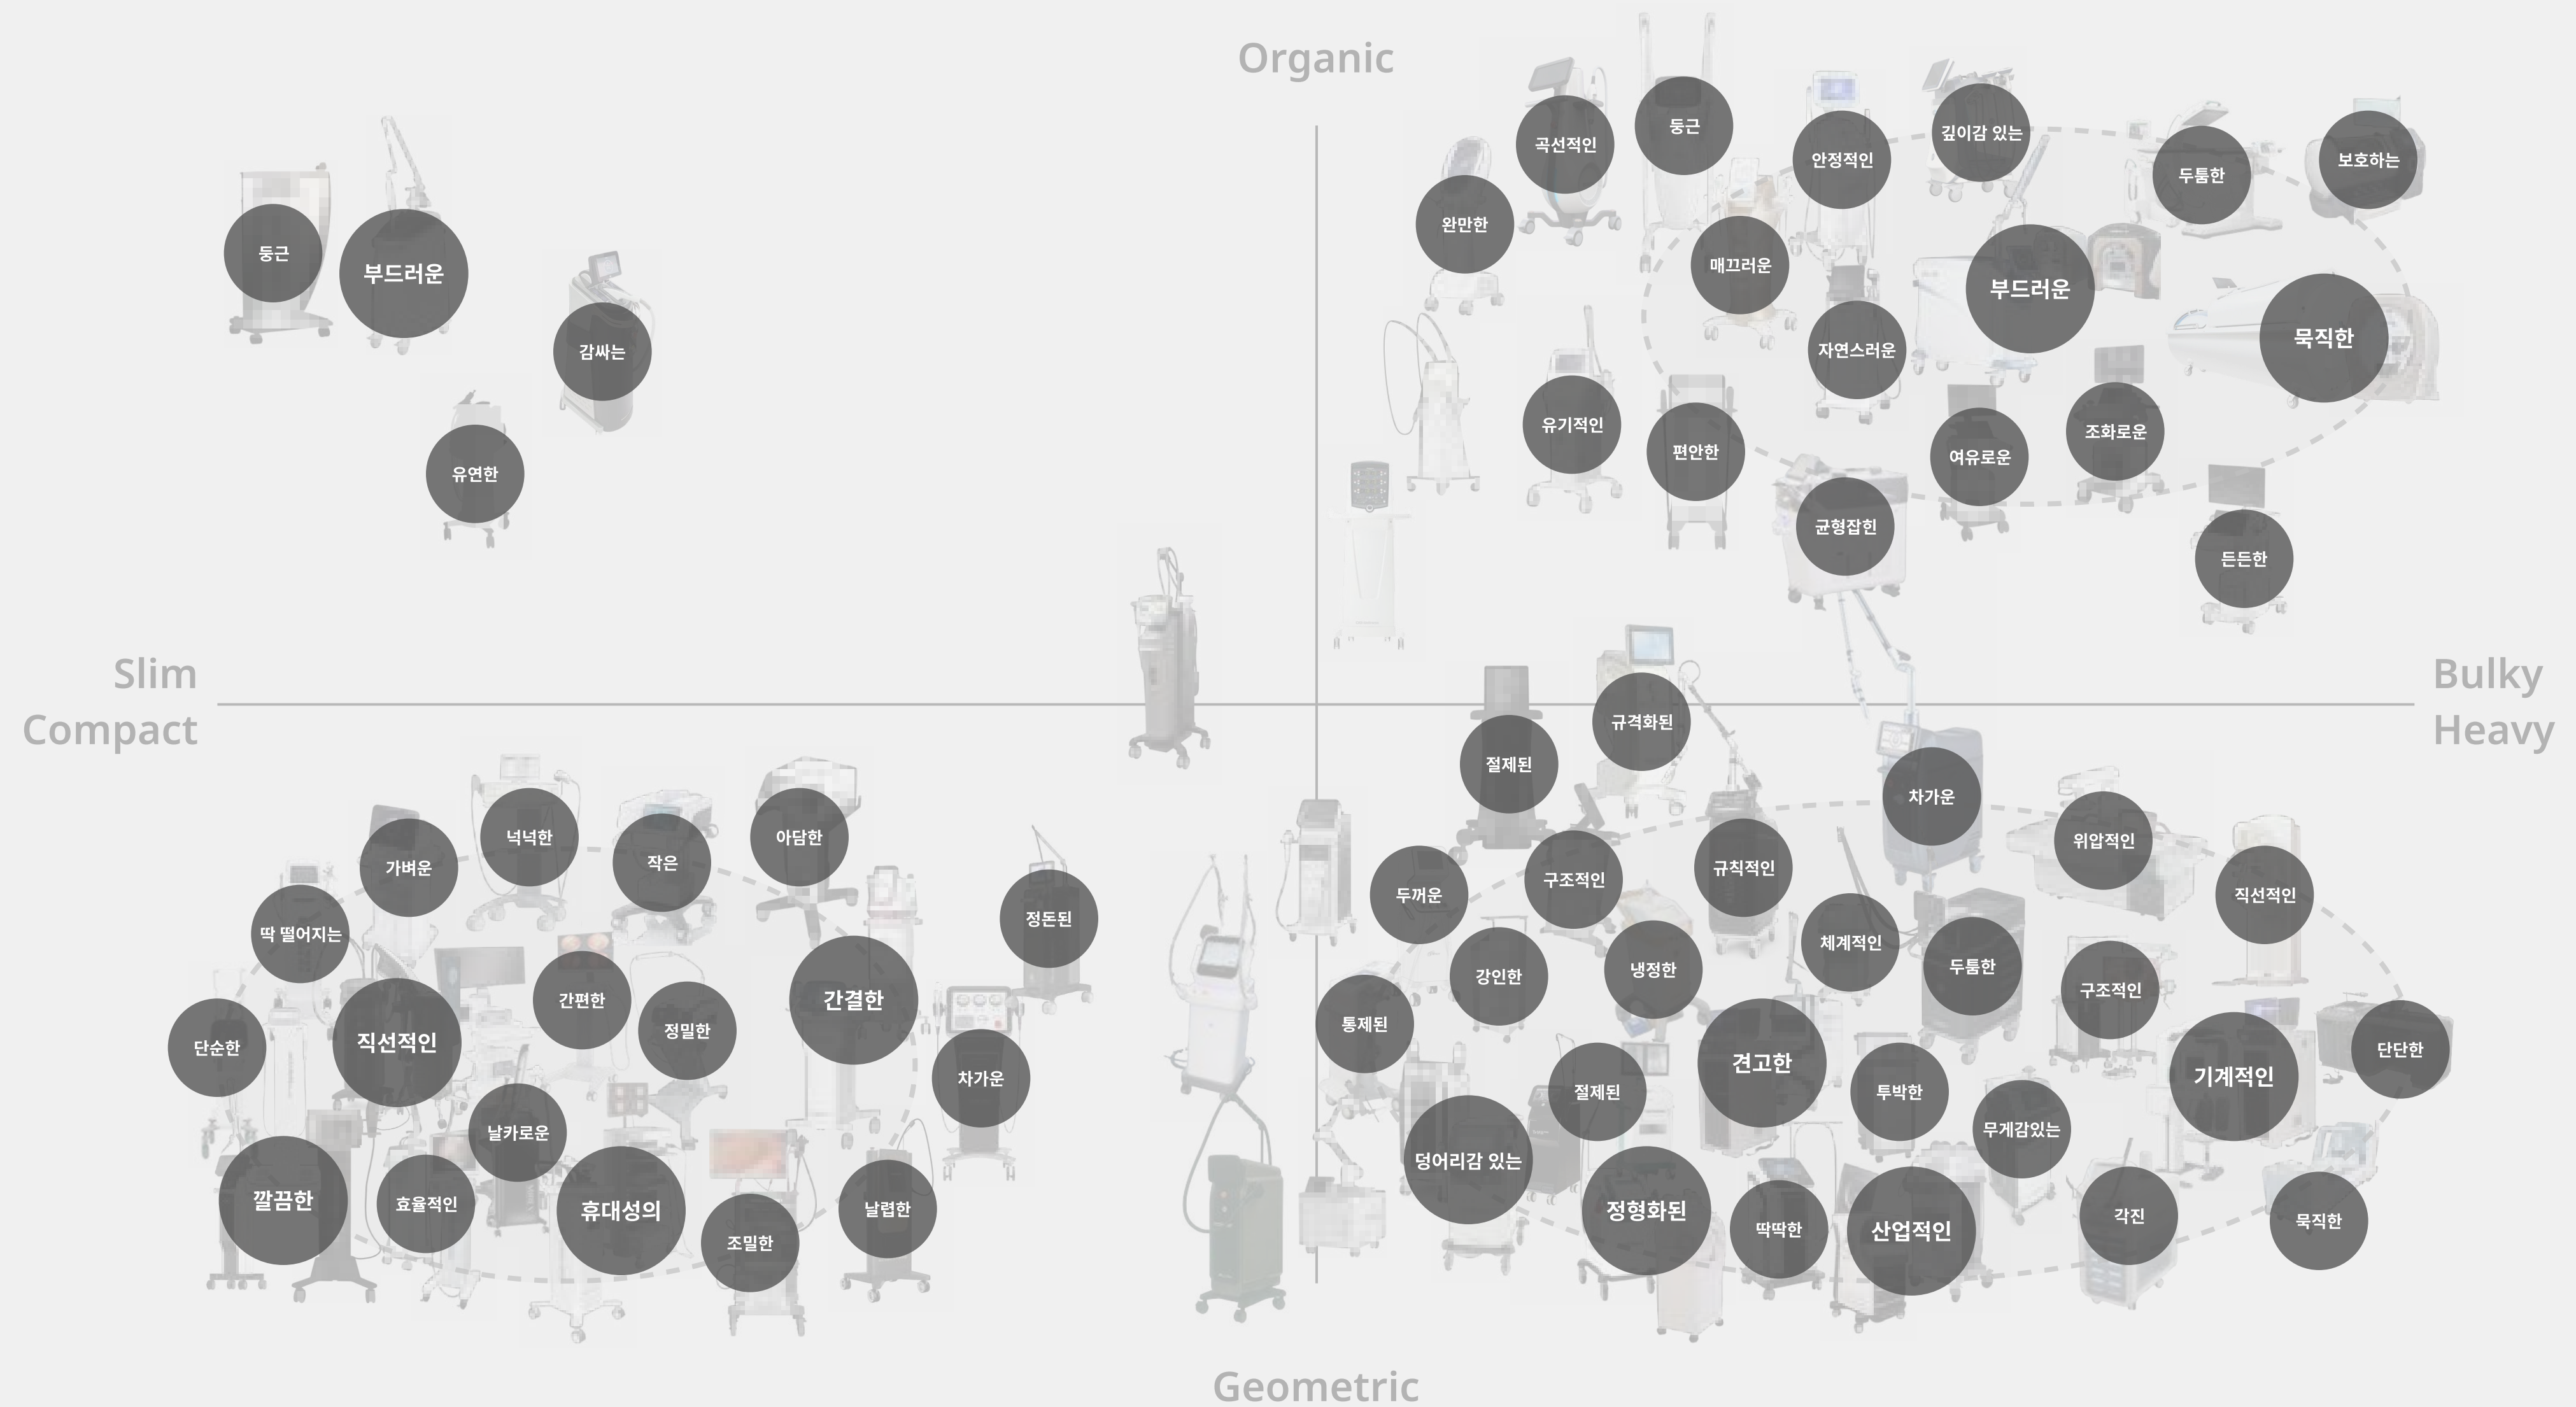 Organic
둥근
부드러운
감싸는
유연한
곡선적인
둥근
안정적인
깊이감 있는
두툼한
보호하는
완만한
매끄러운
부드러운
묵직한
자연스러운
유기적인
편안한
여유로운
조화로운
균형잡힌
든든한
Slim
Compact
Bulky
Heavy
가벼운
넉넉한
작은
아담한
딱 떨어지는
정돈된
단순한
직선적인
간편한
정밀한
간결한
차가운
날카로운
깔끔한
효율적인
휴대성의
조밀한
날렵한
절제된
규격화된
차가운
위압적인
두꺼운
구조적인
규칙적인
직선적인
강인한
냉정한
체계적인
두툼한
구조적인
통제된
견고한
기계적인
단단한
절제된
투박한
무게감있는
덩어리감 있는
정형화된
딱딱한
산업적인
각진
묵직한
Geometric